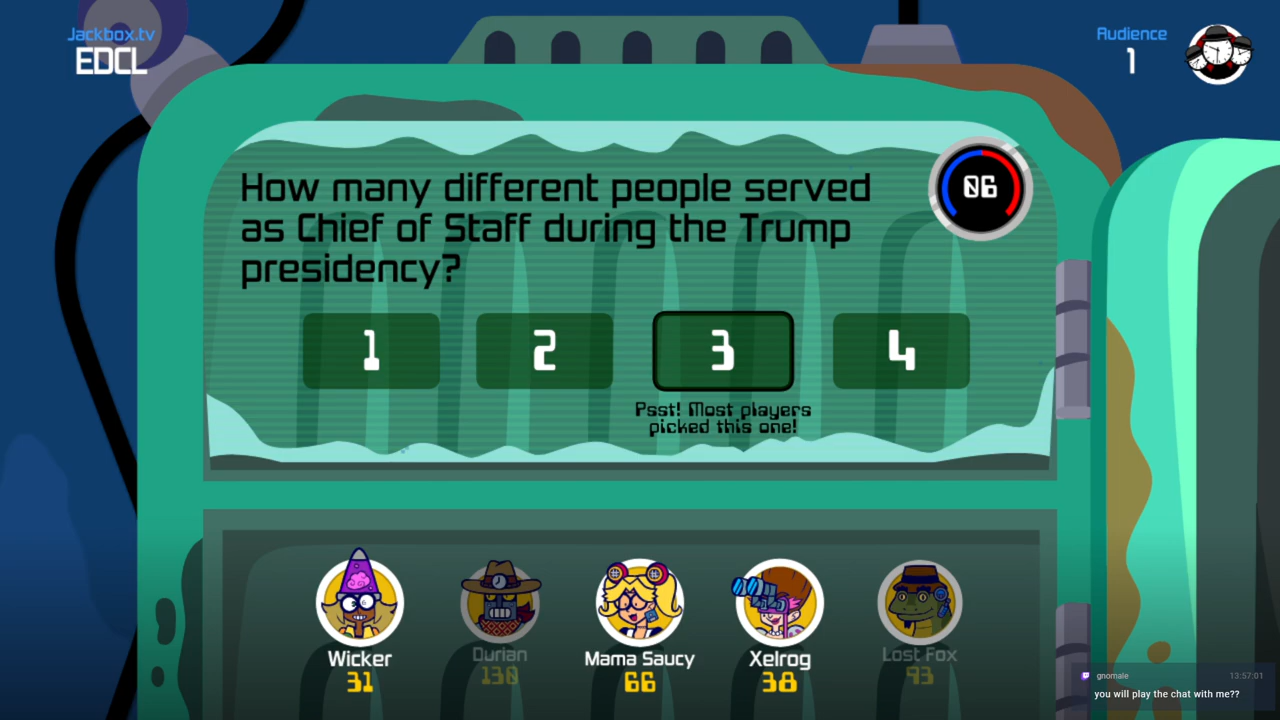 Jackbox.tv
EDCL
Audience
1
How many different people served
as Chief of Staff during the Trump
presidency?
06
1
2
3
4
Psst! Most players
picked this one!
Wicker
31
Durian
130
Mama Saucy
66
Xelrog
38
Lost Fox
93
gnomale
13:57:01
you will play the chat with me??